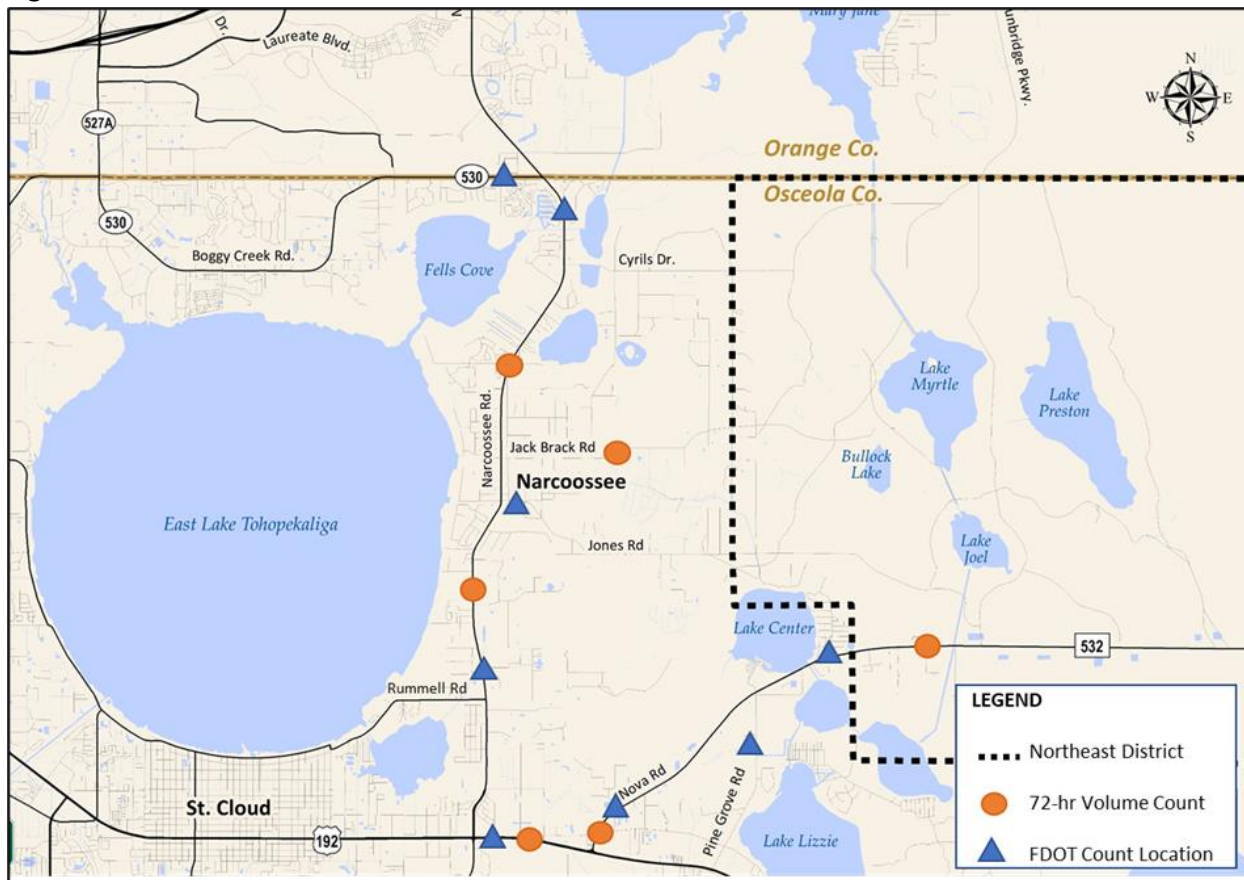 Dr.
Laureate Blvd.
N
Mary Jane
unbridge Pkwy.
N
W
E
S
527A
Orange Co.
530
Osceola Co.
530
Boggy Creek Rd.
Fells Cove
Cyrils Dr.
Lake
Myrtle
Lake
Preston
Narcoossee Rd.
Jack Brack Rd
Bullock
Lake
Narcoossee
East Lake Tohopekaliga
Jones Rd
Lake
Joel
Lake Center
532
Rummell Rd
LEGEND
Northeast District
Nova Rd
Pine Grove Rd
St. Cloud
72-hr Volume Count
192
Lake Lizzie
FDOT Count Location